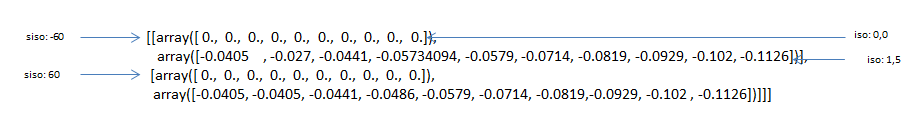 siso: -60 [[array([ 0., 0., 0., 0., 0., 0., 0., 0., 0., 0.]), iso: 0,0
array([-0.0405 , -0.027, -0.0441, -0.05734094, -0.0579, -0.0714, -0.0819, -0.0929, -0.102, -0.1126])], iso: 1,5
siso: 60 [array([ 0., 0., 0., 0., 0., 0., 0., 0., 0., 0.]),
array([-0.0405, -0.0405, -0.0441, -0.0486, -0.0579, -0.0714, -0.0819,-0.0929, -0.102 , -0.1126])]]]